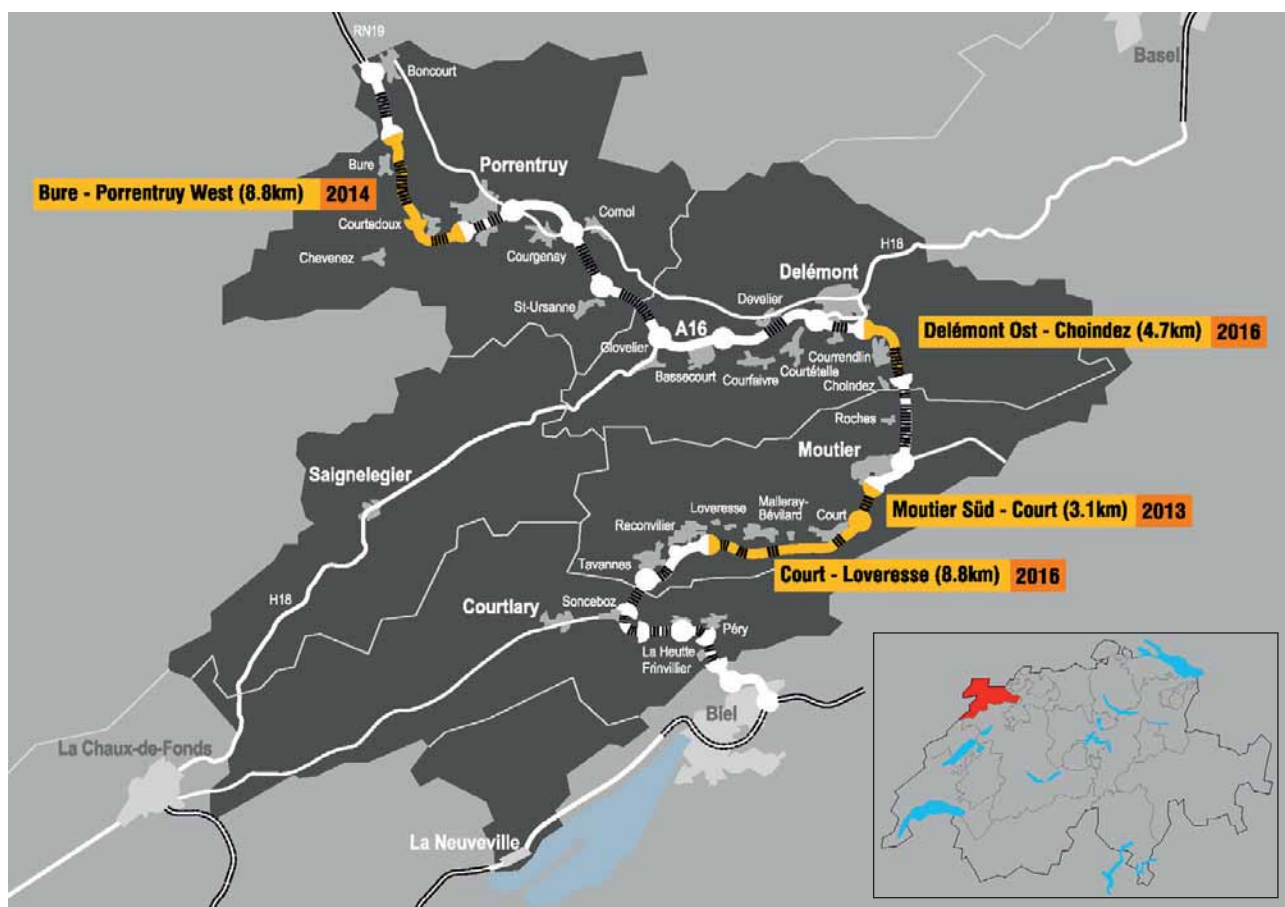 RN19
Boncourt
Basel
Bure
Porrentruy
Bure - Porrentruy West (8.8km) 2014
Courtedoux
Cornol
Chevenez
Courgenay
H18
Delémont
St-Ursanne
Develier
A16
Delémont Ost - Choindez (4.7km) 2016
Glovelier
Courrendlin
Bassecourt
Courtételle
Courfaivre
Choindez
Roches
Moutier
Saignelegier
Malleray-
Bévilard
Loveresse
Court
Moutier Süd - Court (3.1km) 2013
Reconvilier
Tavannes
Court - Loveresse (8.8km) 2016
H18
Courtlary
Sonceboz
Péry
La Heutte
Frinvillier
Biel
La Chaux-de-Fonds
La Neuveville